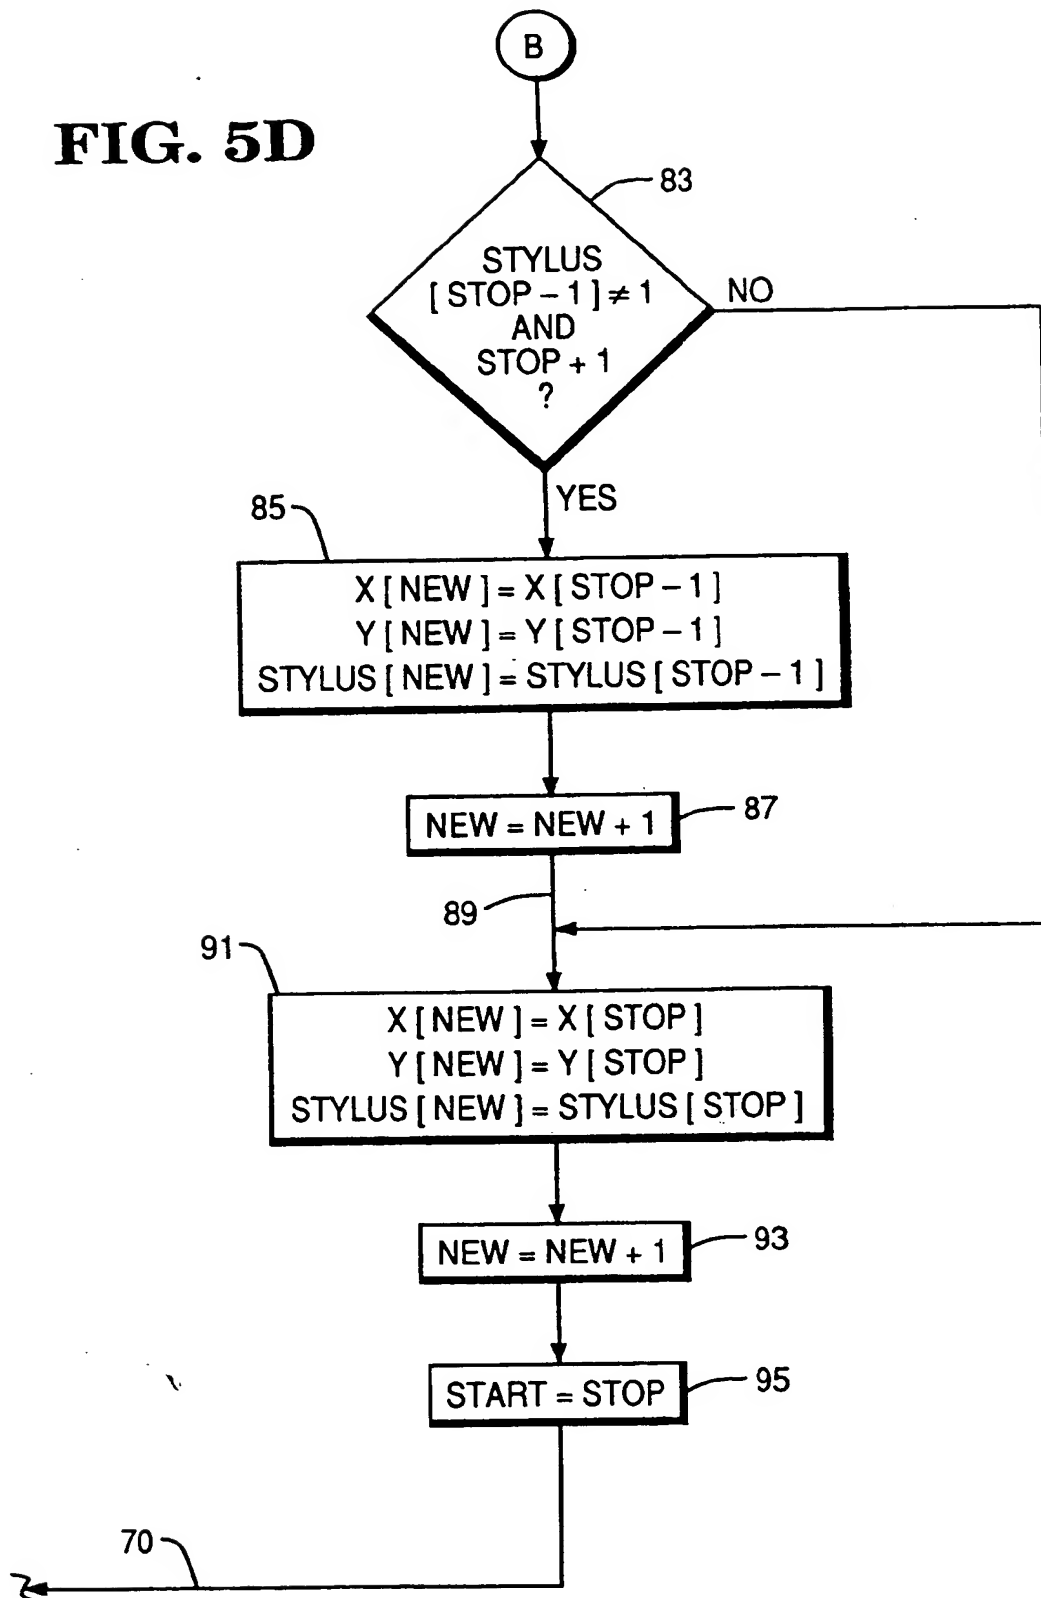 B
FIG. 5D
83
STYLUS
[ STOP – 1 ] ≠ 1
AND
STOP + 1
?
NO
YES
85
X [ NEW ] = X [ STOP – 1 ]
Y [ NEW ] = Y [ STOP – 1 ]
STYLUS [ NEW ] = STYLUS [ STOP – 1 ]
NEW = NEW + 1
87
89
91
X [ NEW ] = X [ STOP ]
Y [ NEW ] = Y [ STOP ]
STYLUS [ NEW ] = STYLUS [ STOP ]
NEW = NEW + 1
93
START = STOP
95
70